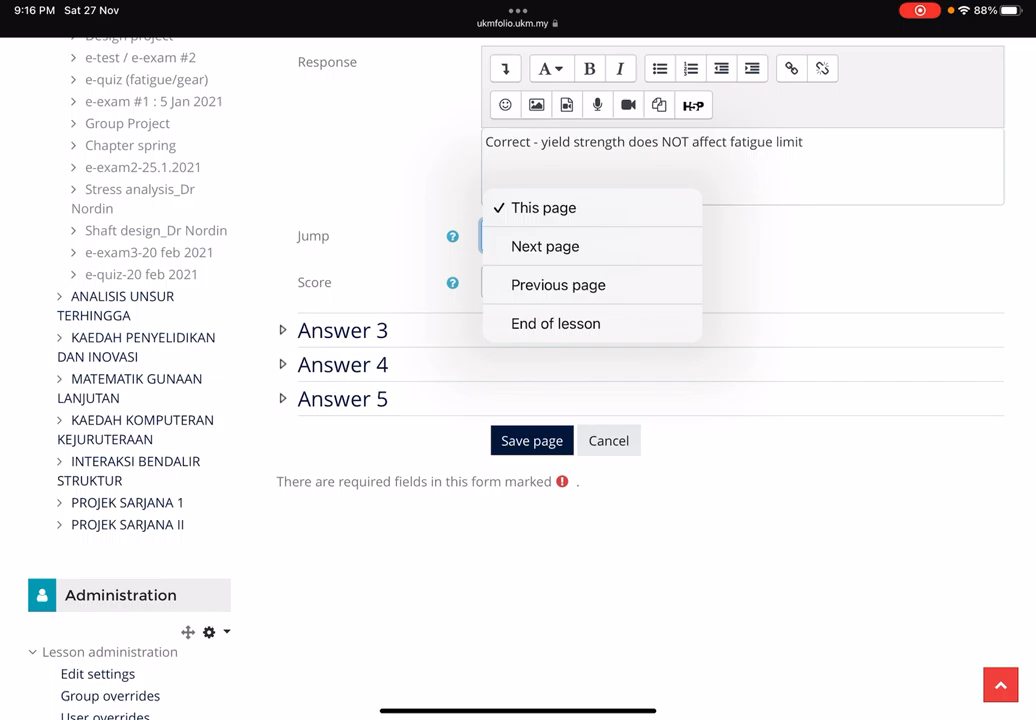 9:16 PM Sat 27 Nov
ukmfolio.ukm.my
88%
Design project
e-test / e-exam #2
e-quiz (fatigue/gear)
e-exam #1 : 5 Jan 2021
Group Project
Chapter spring
e-exam2-25.1.2021
Stress analysis_Dr
Nordin
Shaft design_Dr Nordin
e-exam3-20 feb 2021
e-quiz-20 feb 2021
ANALISIS UNSUR
TERHINGGA
KAEDAH PENYELIDIKAN
DAN INOVASI
MATEMATIK GUNAAN
LANJUTAN
KAEDAH KOMPUTERAN
KEJURUTERAAN
INTERAKSI BENDALIR
STRUKTUR
PROJEK SARJANA 1
PROJEK SARJANA II
Administration
Lesson administration
Edit settings
Group overrides
User overrides
Response
A B I
H5P
Correct - yield strength does NOT affect fatigue limit
Jump ?
This page
Next page
Previous page
End of lesson
Score ?
Answer 3
Answer 4
Answer 5
Save page Cancel
There are required fields in this form marked ! .